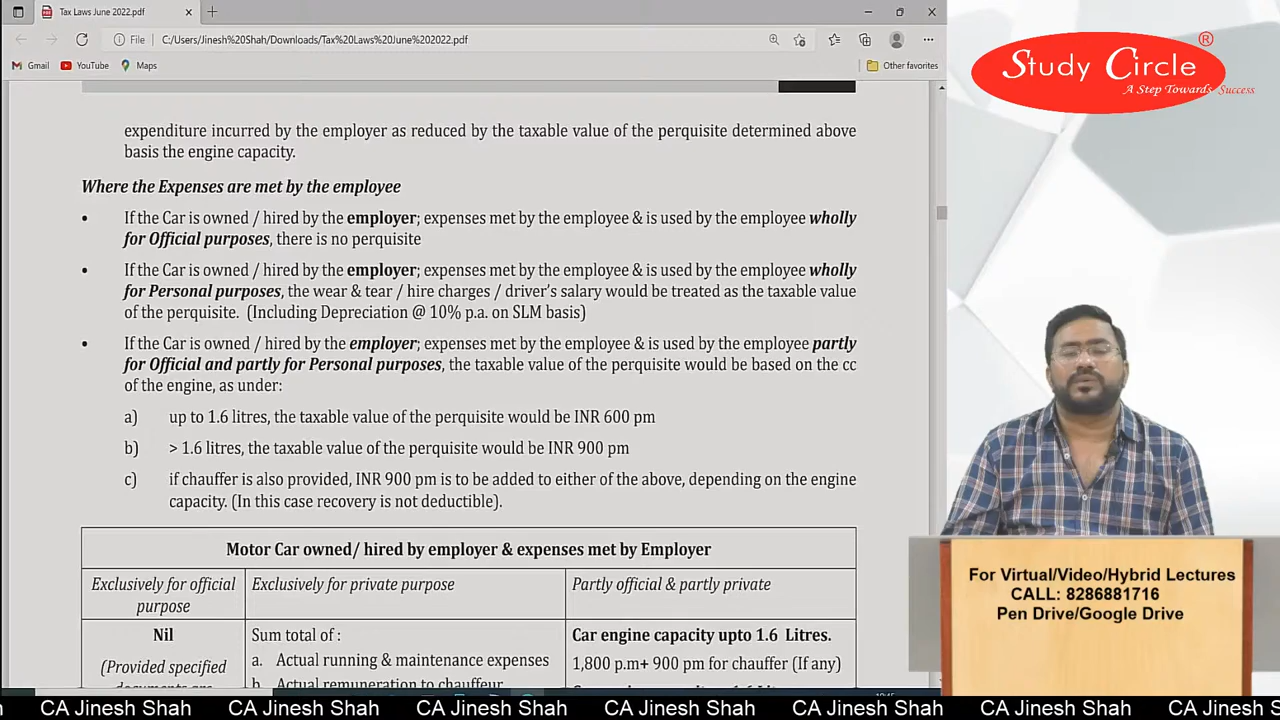 Tax Laws June 2022.pdf
File
C:/Users/Jinesh%20Shah/Downloads/Tax%20Laws%20June%202022.pdf
Gmail
YouTube
Maps
Other favorites
Study Circle ®
A Step Towards Success
expenditure incurred by the employer as reduced by the taxable value of the perquisite determined above
basis the engine capacity.
Where the Expenses are met by the employee
• If the Car is owned / hired by the employer; expenses met by the employee & is used by the employee wholly
for Official purposes, there is no perquisite
• If the Car is owned / hired by the employer; expenses met by the employee & is used by the employee wholly
for Personal purposes, the wear & tear / hire charges / driver's salary would be treated as the taxable value
of the perquisite. (Including Depreciation @ 10% p.a. on SLM basis)
• If the Car is owned / hired by the employer; expenses met by the employee & is used by the employee partly
for Official and partly for Personal purposes, the taxable value of the perquisite would be based on the cc
of the engine, as under:
a) up to 1.6 litres, the taxable value of the perquisite would be INR 600 pm
b) > 1.6 litres, the taxable value of the perquisite would be INR 900 pm
c) if chauffer is also provided, INR 900 pm is to be added to either of the above, depending on the engine
capacity. (In this case recovery is not deductible).
Motor Car owned/ hired by employer & expenses met by Employer
Exclusively for official
purpose
Exclusively for private purpose
Partly official & partly private
Nil
(Provided specified
Sum total of :
a. Actual running & maintenance expenses
b. Actual remuneration to chauffeur
Car engine capacity upto 1.6 Litres.
1,800 p.m+ 900 pm for chauffer (If any)
For Virtual/Video/Hybrid Lectures
CALL: 8286881716
Pen Drive/Google Drive
CA Jinesh Shah CA Jinesh Shah CA Jinesh Shah CA Jinesh Shah CA Jinesh Shah CA Jinesh Shah